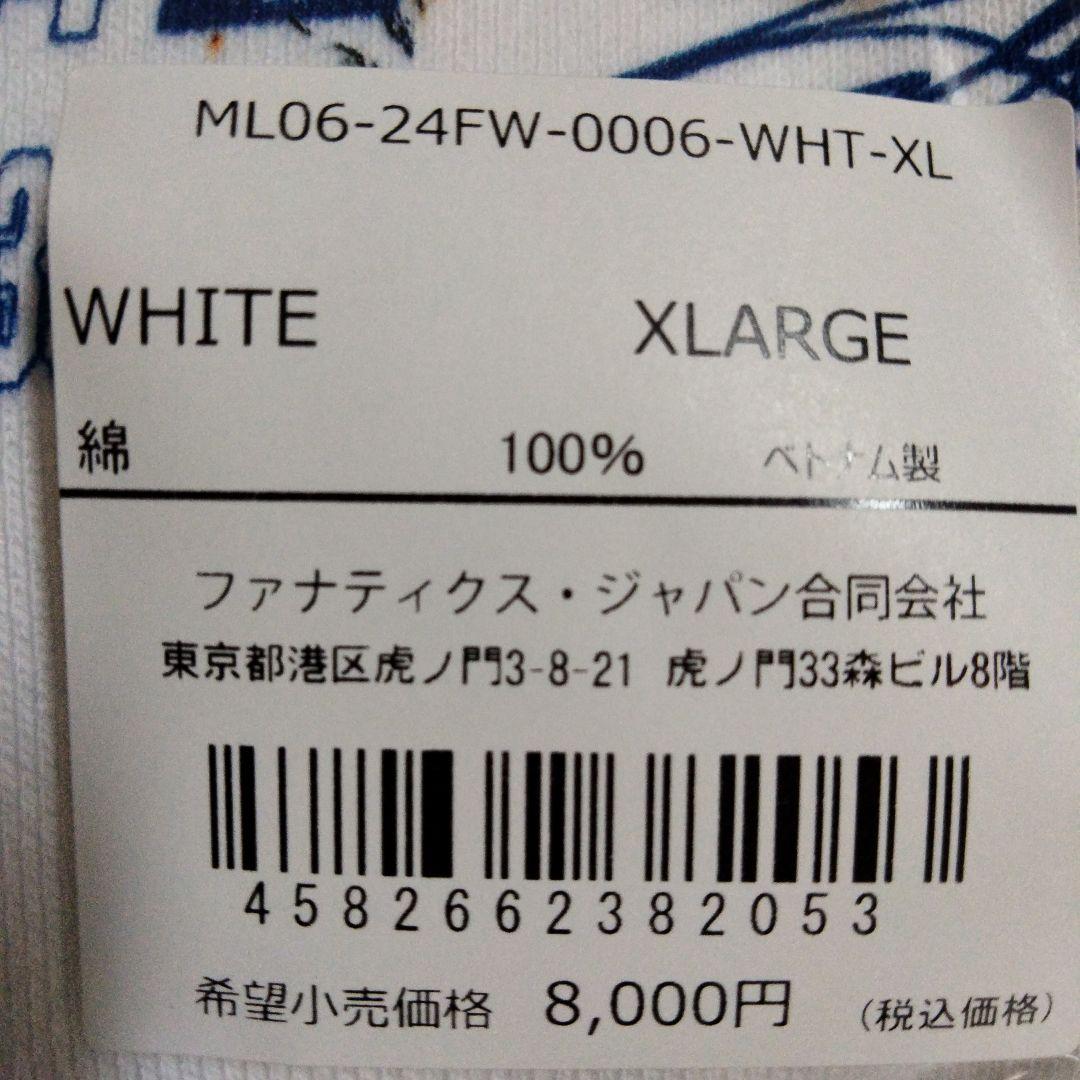 ML06-24FW-0006-WHT-XL
WHITE XLARGE
綿 100% ベトナム製
ファナティクス・ジャパン合同会社
東京都港区虎ノ門3-8-21 虎ノ門33森ビル8階
4582662382053
希望小売価格 8,000円 (税込価格)